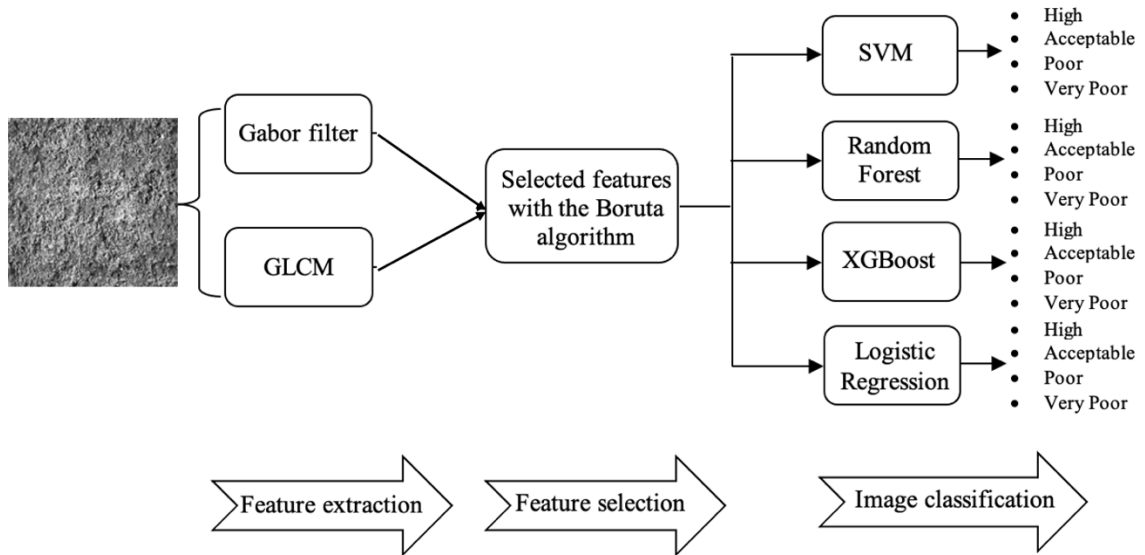 Gabor filter
GLCM
Selected features
with the Boruta
algorithm
SVM
High
Acceptable
Poor
Very Poor
Random
Forest
High
Acceptable
Poor
Very Poor
XGBoost
High
Acceptable
Poor
Very Poor
Logistic
Regression
High
Acceptable
Poor
Very Poor
Feature extraction
Feature selection
Image classification